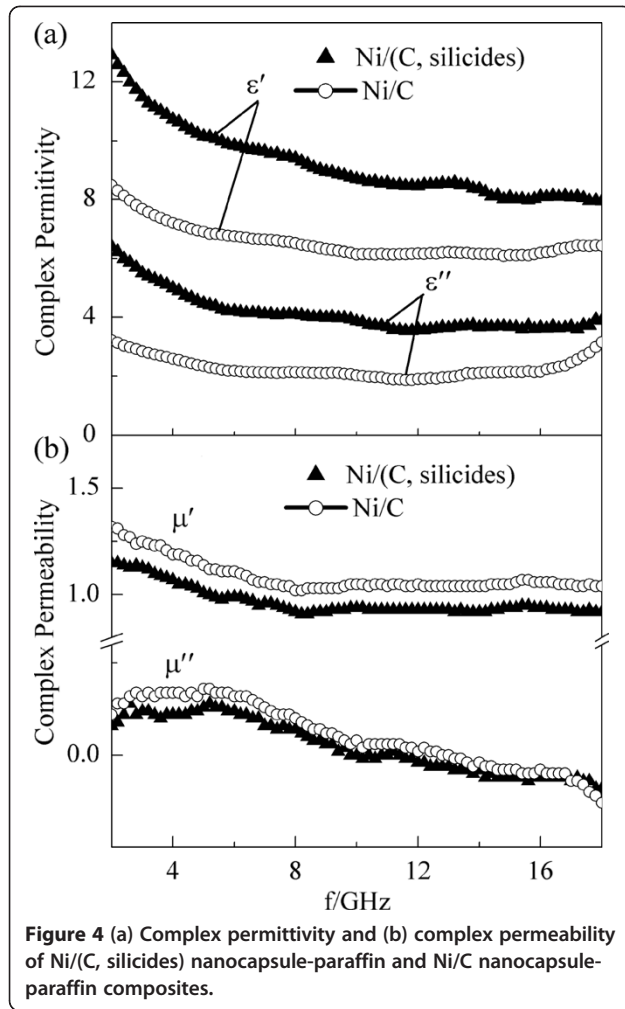 (a)
Ni/(C, silicides)
Ni/C
ε′
ε″
Complex Permitivity
12
8
4
0
(b)
Ni/(C, silicides)
Ni/C
μ′
μ″
Complex Permeability
1.5
1.0
0.0
4 8 12 16
f/GHz
Figure 4 (a) Complex permittivity and (b) complex permeability
of Ni/(C, silicides) nanocapsule-paraffin and Ni/C nanocapsule-
paraffin composites.